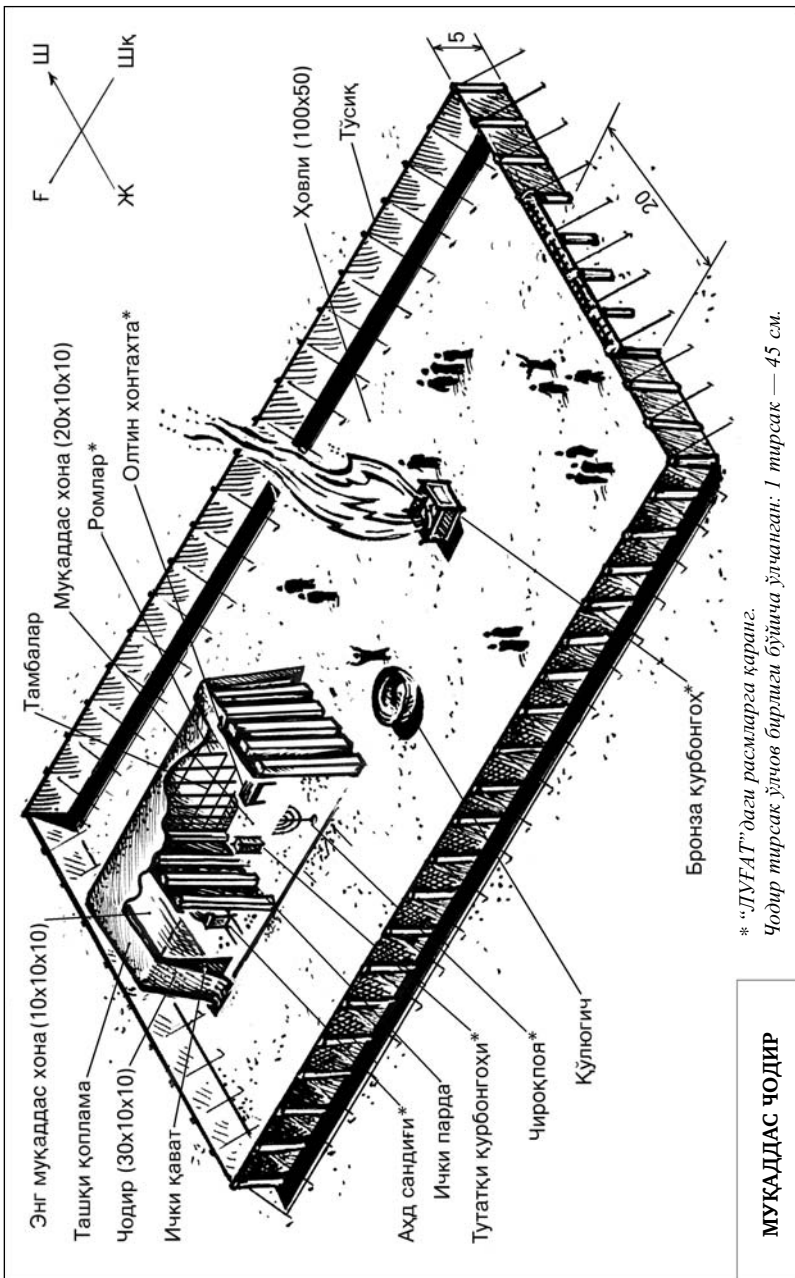 Энг муқаддас хона (10x10x10)
Ташқи қоплама
Чодир (30x10x10)
Ички қават
Тамбалар
Муқаддас хона (20x10x10)
Ромлар*
Олтин хонтахта*
Ҳовли (100x50)
Тўсиқ
Ғ
Ш
Ж
Шқ
5
20
Аҳд сандиғи*
Ички парда
Тутатқи қурбонгоҳи*
Чироқпоя*
Қўлювгич
Бронза қурбонгоҳ*
МУҚАДДАС ЧОДИР
* “ЛУҒАТ”даги расмларга қаранг.
Чодир тирсак ўлчов бирлиги бўйича ўлчанган: 1 тирсак — 45 см.